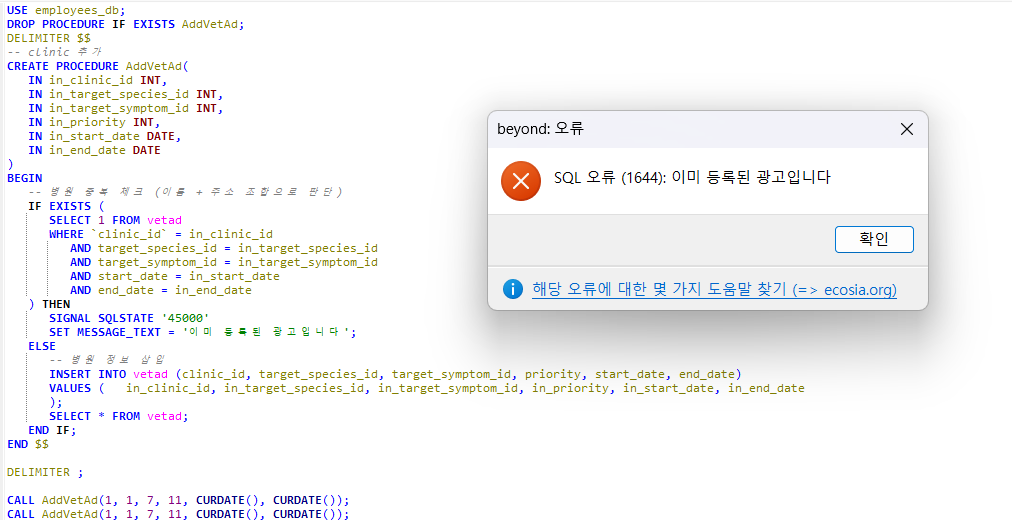 USE employees_db;
DROP PROCEDURE IF EXISTS AddVetAd;
DELIMITER $$
-- clinic 추가
CREATE PROCEDURE AddVetAd(
IN in_clinic_id INT,
IN in_target_species_id INT,
IN in_target_symptom_id INT,
IN in_priority INT,
IN in_start_date DATE,
IN in_end_date DATE
)
BEGIN
-- 병원 중복 체크 (이름 + 주소 조합으로 판단)
IF EXISTS (
SELECT 1 FROM vetad
WHERE `clinic_id` = in_clinic_id
AND target_species_id = in_target_species_id
AND target_symptom_id = in_target_symptom_id
AND start_date = in_start_date
AND end_date = in_end_date
) THEN
SIGNAL SQLSTATE '45000'
SET MESSAGE_TEXT = '이미 등록된 광고입니다';
ELSE
-- 병원 정보 삽입
INSERT INTO vetad (clinic_id, target_species_id, target_symptom_id, priority, start_date, end_date)
VALUES ( in_clinic_id, in_target_species_id, in_target_symptom_id, in_priority, in_start_date, in_end_date
);
SELECT * FROM vetad;
END IF;
END $$
DELIMITER ;
CALL AddVetAd(1, 1, 7, 11, CURDATE(), CURDATE());
CALL AddVetAd(1, 1, 7, 11, CURDATE(), CURDATE());
beyond: 오류
SQL 오류 (1644): 이미 등록된 광고입니다
확인
해당 오류에 대한 몇 가지 도움말 찾기 (=> ecosia.org)